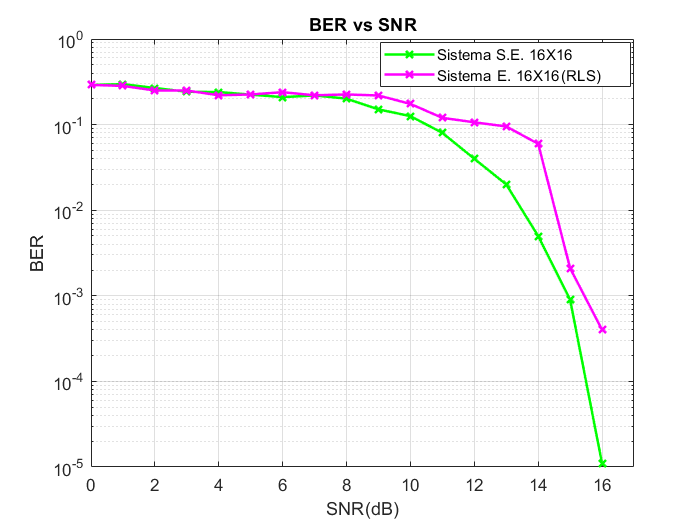 BER vs SNR
Sistema S.E. 16X16
Sistema E. 16X16(RLS)
10^0
10^-1
10^-2
10^-3
10^-4
10^-5
BER
0 2 4 6 8 10 12 14 16
SNR(dB)